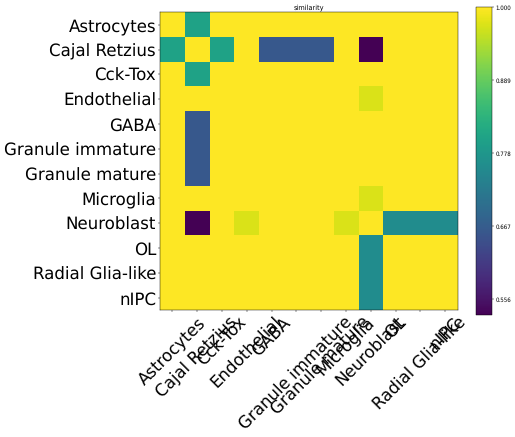 similarity
Astrocytes
Cajal Retzius
Cck-Tox
Endothelial
GABA
Granule immature
Granule mature
Microglia
Neuroblast
OL
Radial Glia-like
nIPC
1.000
0.889
0.778
0.667
0.556
Astrocytes
Cajal Retzius
Cck-Tox
Endothelial
GABA
Granule immature
Granule mature
Microglia
Neuroblast
OL
Radial Glia-like
nIPC